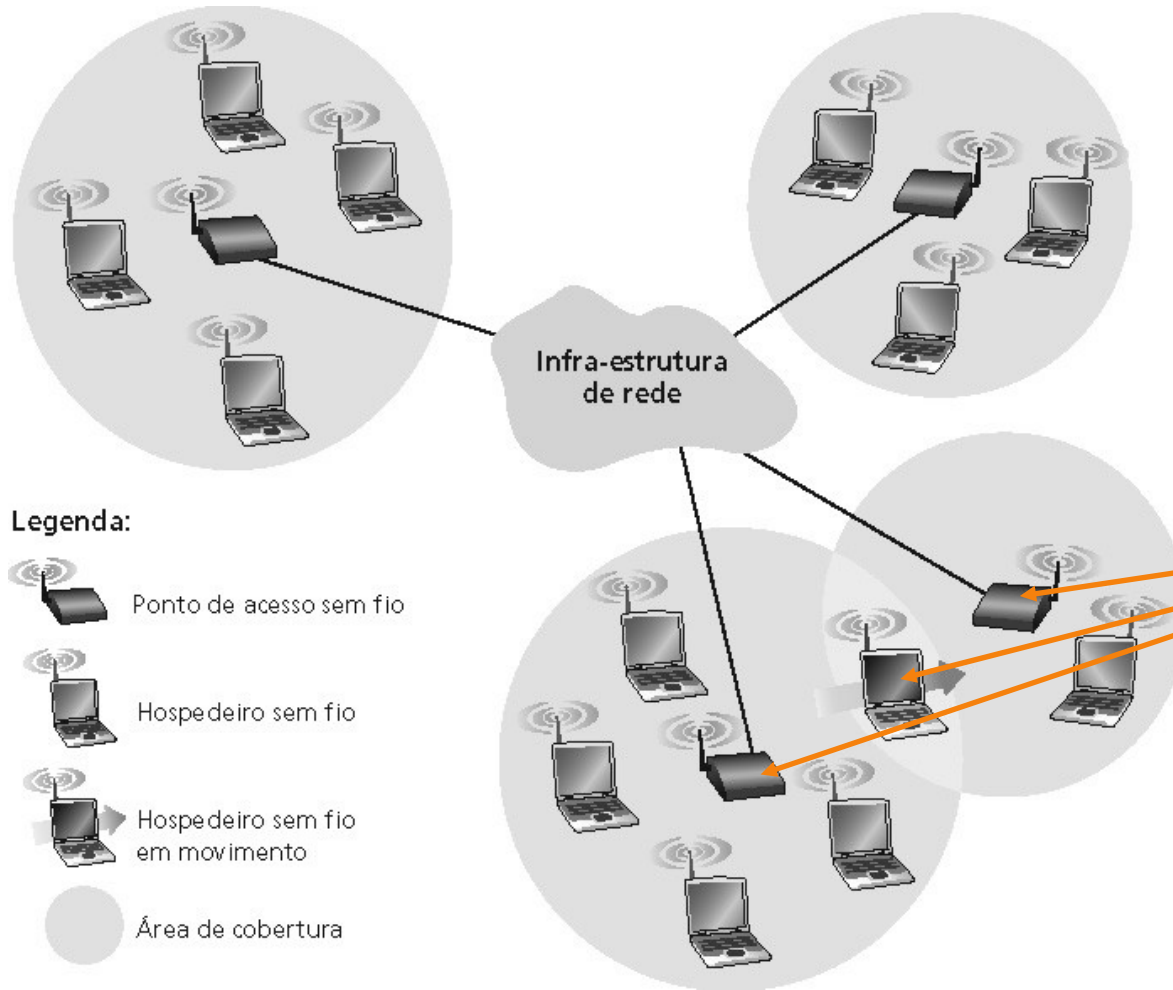 Infra-estrutura
de rede
Legenda:
Ponto de acesso sem fio
Hospedeiro sem fio
Hospedeiro sem fio
em movimento
Área de cobertura